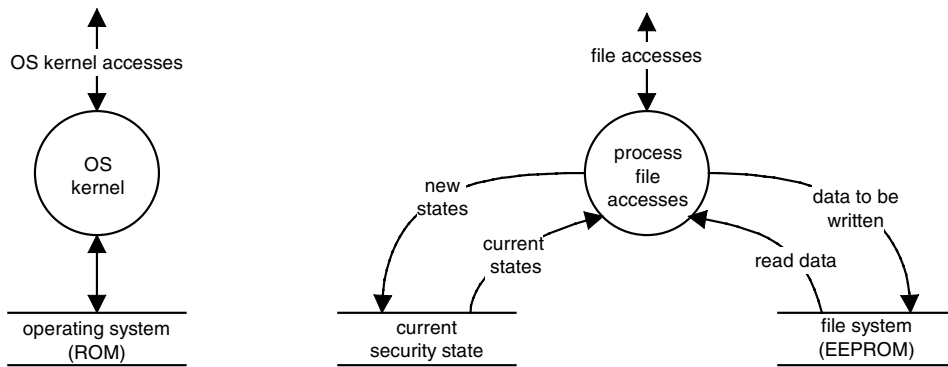 OS kernel accesses
OS
kernel
operating system
(ROM)
file accesses
process
file
accesses
new
states
current
states
data to be
written
read data
current
security state
file system
(EEPROM)